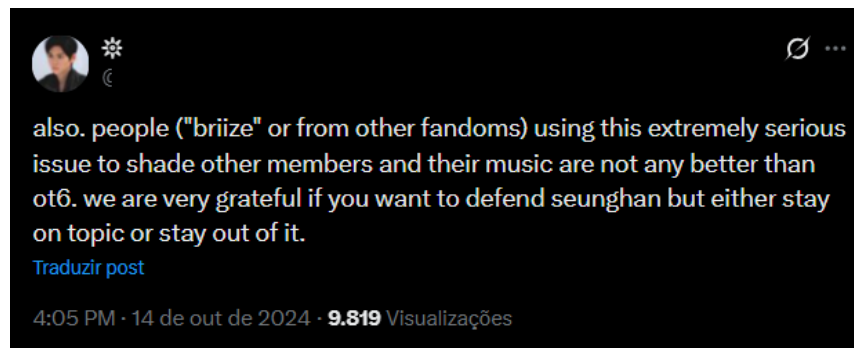 also. people ("briize" or from other fandoms) using this extremely serious
issue to shade other members and their music are not any better than
ot6. we are very grateful if you want to defend seunghan but either stay
on topic or stay out of it.
Traduzir post
4:05 PM · 14 de out de 2024 · 9.819 Visualizações